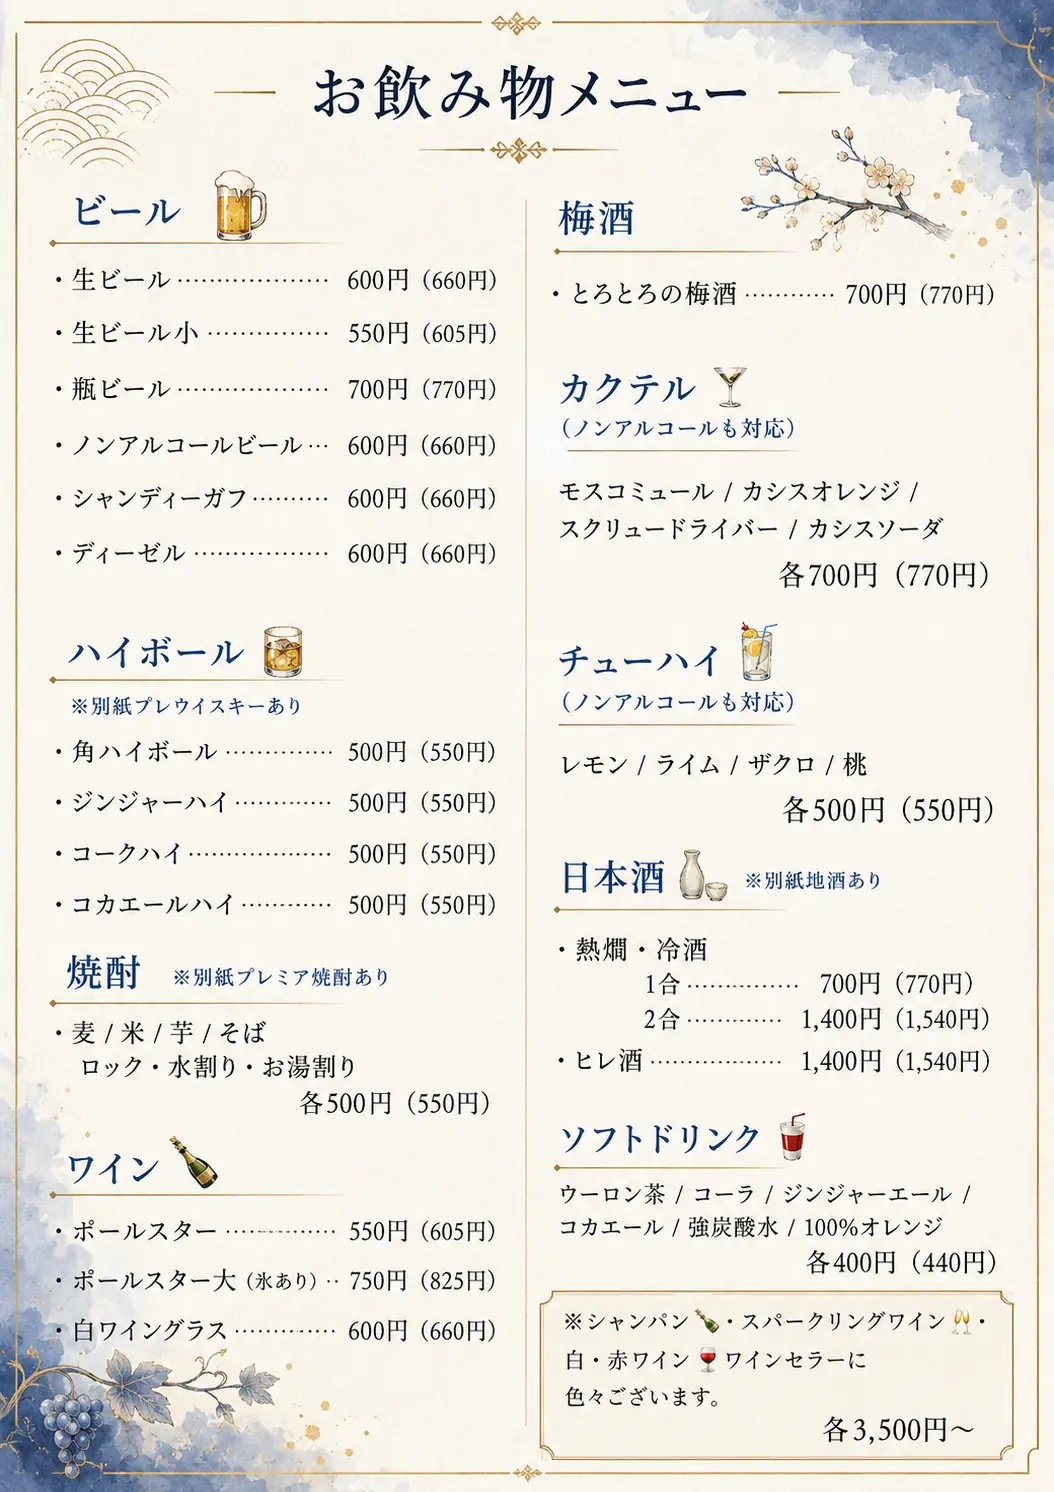 お飲み物メニュー
ビール
・生ビール ………………… 600円（660円）
・生ビール小 …………… 550円（605円）
・瓶ビール ………………… 700円（770円）
・ノンアルコールビール … 600円（660円）
・シャンディーガフ ………… 600円（660円）
・ディーゼル ……………… 600円（660円）
ハイボール
※別紙プレウイスキーあり
・角ハイボール …………… 500円（550円）
・ジンジャーハイ ………… 500円（550円）
・コークハイ ……………… 500円（550円）
・コカエールハイ ………… 500円（550円）
焼酎 ※別紙プレミア焼酎あり
・麦 / 米 / 芋 / そば
ロック・水割り・お湯割り
各500円（550円）
ワイン
・ポールスター …………… 550円（605円）
・ポールスター大（氷あり）‥ 750円（825円）
・白ワイングラス ………… 600円（660円）
梅酒
・とろとろの梅酒 ………… 700円（770円）
カクテル
（ノンアルコールも対応）
モスコミュール / カシスオレンジ /
スクリュードライバー / カシスソーダ
各700円（770円）
チューハイ
（ノンアルコールも対応）
レモン / ライム / ザクロ / 桃
各500円（550円）
日本酒 ※別紙地酒あり
・熱燗・冷酒
1合 …………… 700円（770円）
2合 ………… 1,400円（1,540円）
・ヒレ酒 ……………… 1,400円（1,540円）
ソフトドリンク
ウーロン茶 / コーラ / ジンジャーエール /
コカエール / 強炭酸水 / 100%オレンジ
各400円（440円）
※シャンパン🍾・スパークリングワイン🥂・
白・赤ワイン🍷ワインセラーに
色々ございます。
各3,500円〜